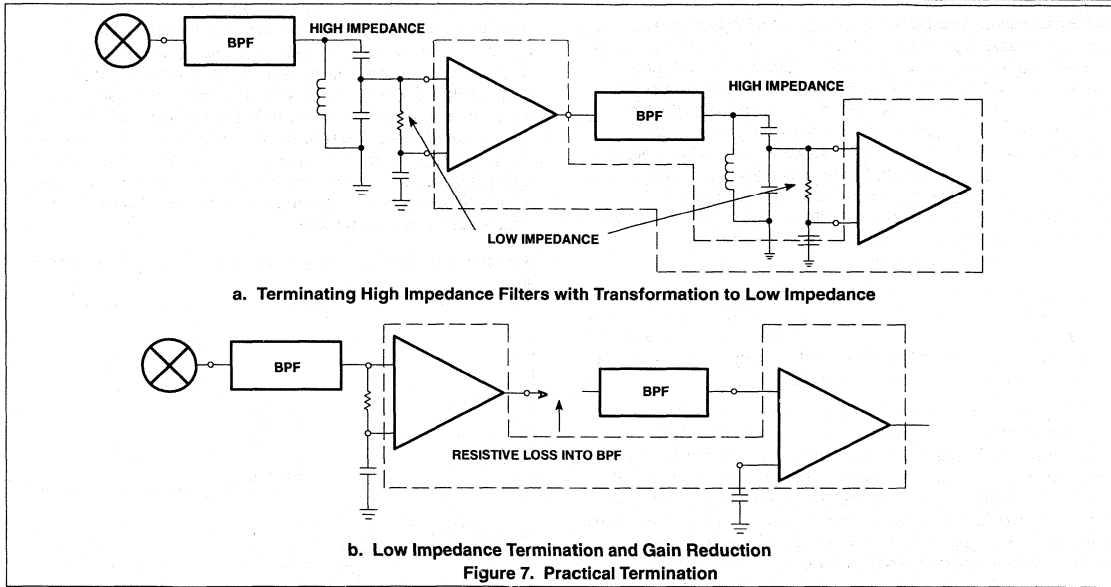 HIGH IMPEDANCE
BPF
HIGH IMPEDANCE
BPF
LOW IMPEDANCE
a. Terminating High Impedance Filters with Transformation to Low Impedance
BPF
BPF
RESISTIVE LOSS INTO BPF
b. Low Impedance Termination and Gain Reduction
Figure 7. Practical Termination